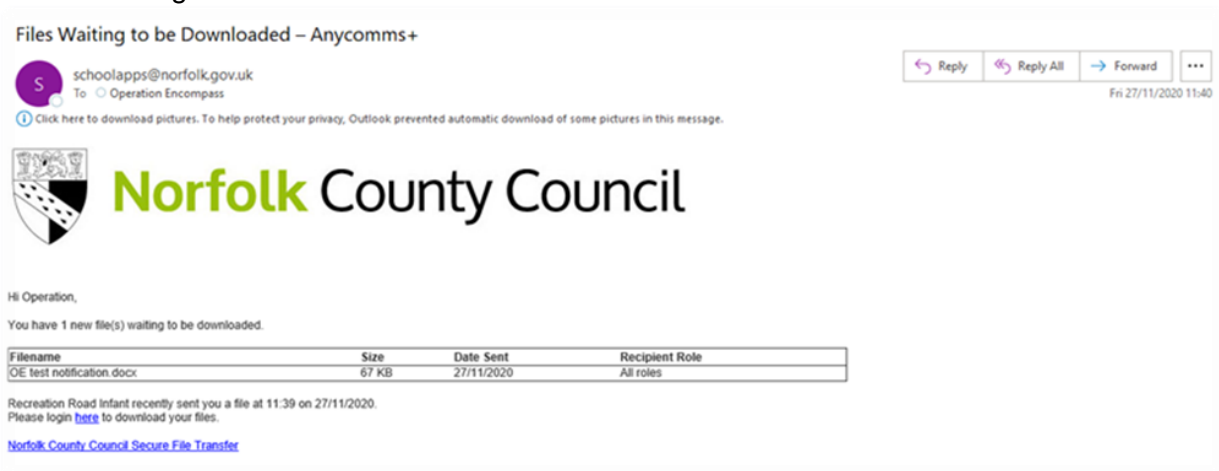 Files Waiting to be Downloaded – Anycomms+
S
schoolapps@norfolk.gov.uk
To Operation Encompass
Reply Reply All Forward ...
Fri 27/11/2020 11:40
Click here to download pictures. To help protect your privacy, Outlook prevented automatic download of some pictures in this message.
Norfolk County Council
Hi Operation,
You have 1 new file(s) waiting to be downloaded.
Filename Size Date Sent Recipient Role
OE test notification.docx 67 KB 27/11/2020 All roles
Recreation Road Infant recently sent you a file at 11:39 on 27/11/2020.
Please login here to download your files.
Norfolk County Council Secure File Transfer